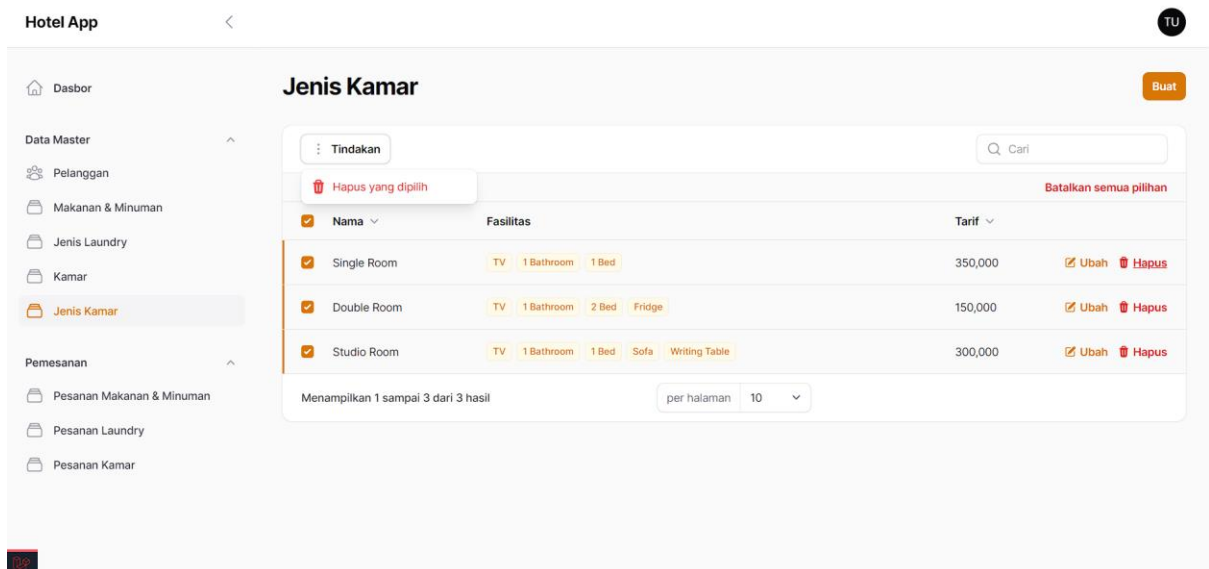 Hotel App
TU
Dasbor
Jenis Kamar
Buat
Data Master
Tindakan
Cari
Pelanggan
Hapus yang dipilih
Batalkan semua pilihan
Makanan & Minuman
Nama
Fasilitas
Tarif
Jenis Laundry
Single Room TV 1 Bathroom 1 Bed 350,000 Ubah Hapus
Kamar
Double Room TV 1 Bathroom 2 Bed Fridge 150,000 Ubah Hapus
Jenis Kamar
Studio Room TV 1 Bathroom 1 Bed Sofa Writing Table 300,000 Ubah Hapus
Pemesanan
Pesanan Makanan & Minuman
Menampilkan 1 sampai 3 dari 3 hasil
per halaman 10
Pesanan Laundry
Pesanan Kamar